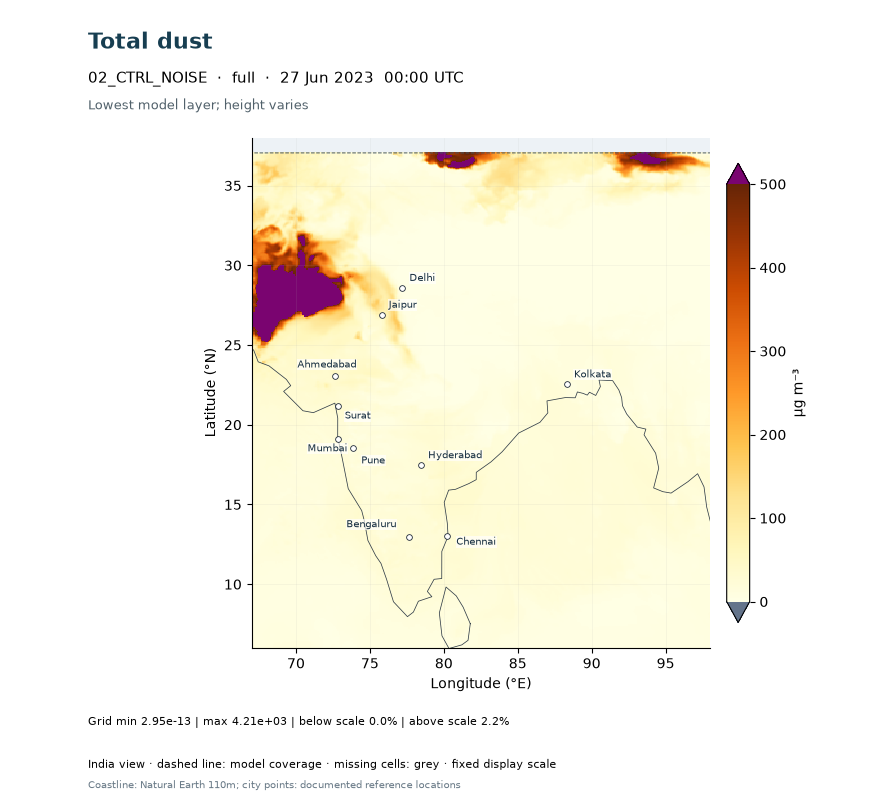 Total dust
02_CTRL_NOISE · full · 27 Jun 2023 00:00 UTC
Lowest model layer; height varies
35
30
25
20
15
10
Latitude (°N)
Delhi
Jaipur
Ahmedabad
Surat
Mumbai
Pune
Hyderabad
Kolkata
Bengaluru
Chennai
70
75
80
85
90
95
Longitude (°E)
500
400
300
200
100
0
µg m⁻³
Grid min 2.95e-13 | max 4.21e+03 | below scale 0.0% | above scale 2.2%
India view · dashed line: model coverage · missing cells: grey · fixed display scale
Coastline: Natural Earth 110m; city points: documented reference locations